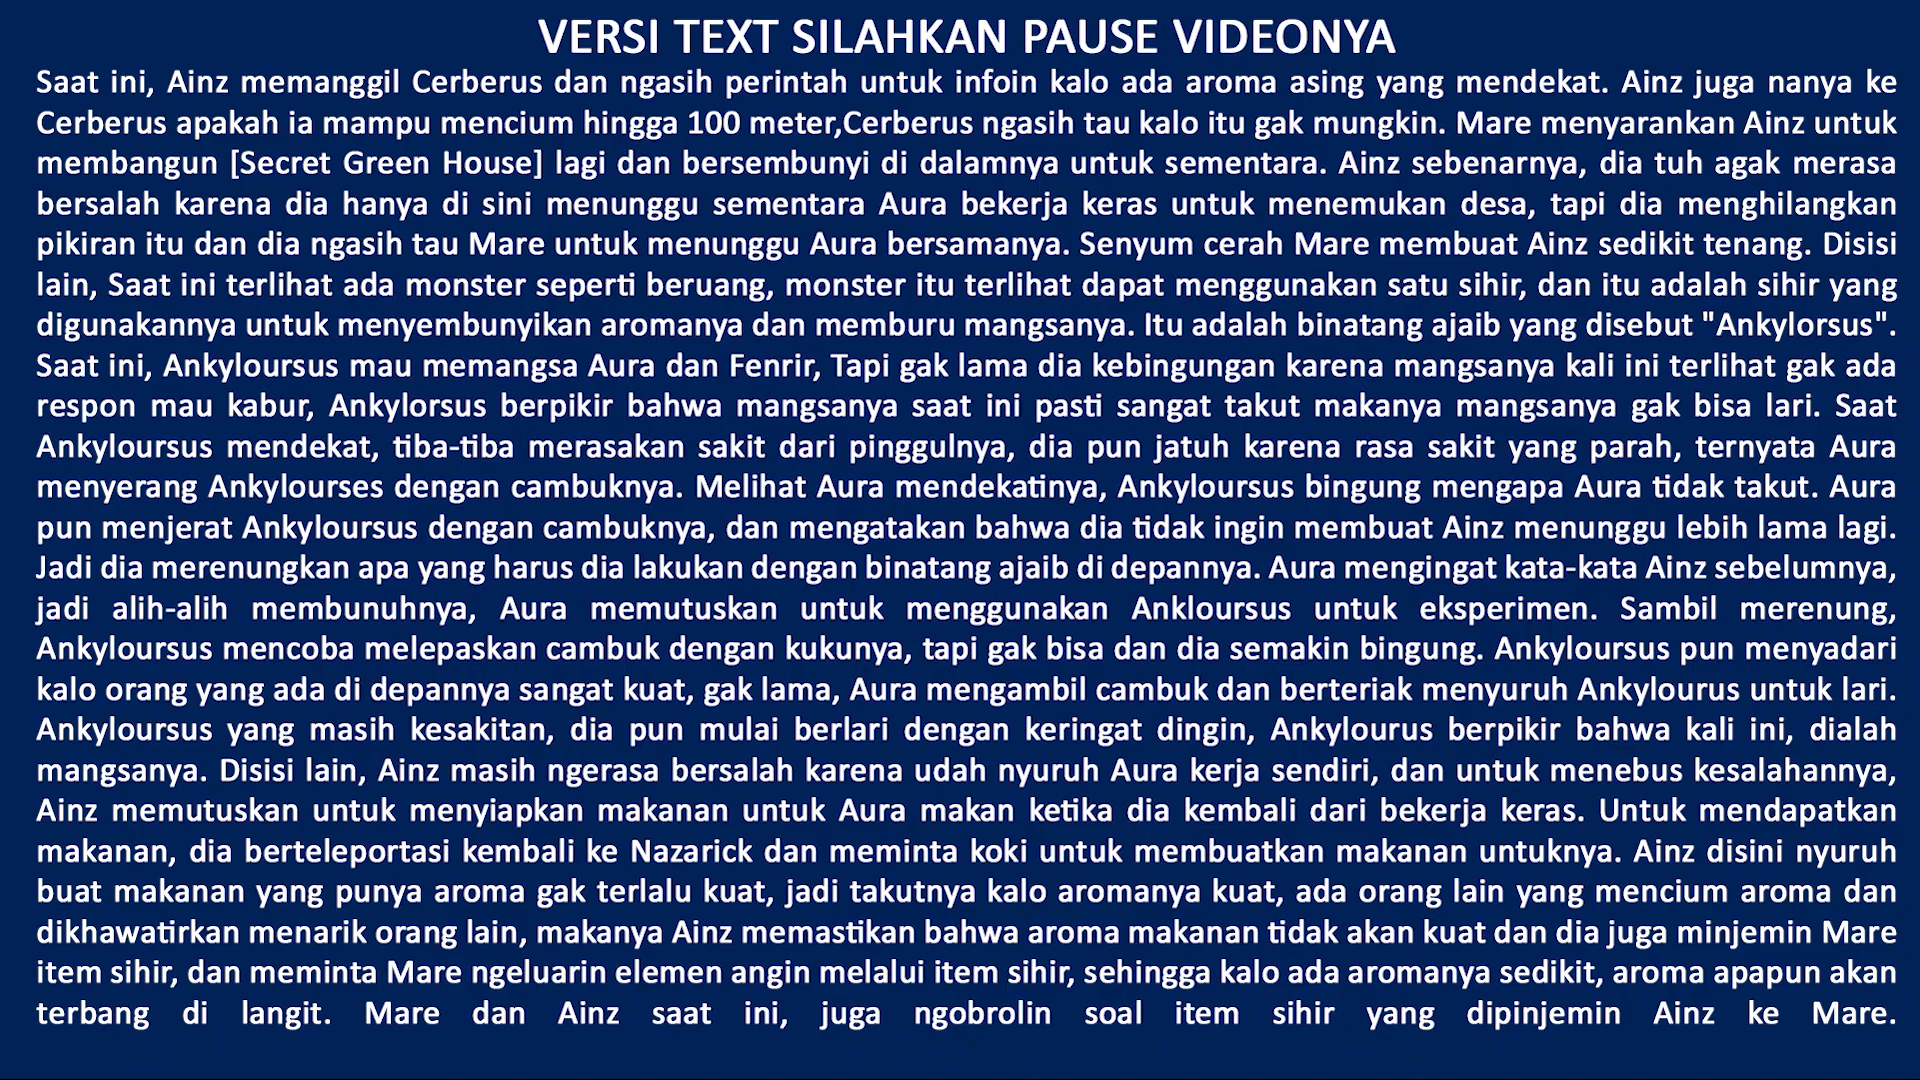 VERSI TEXT SILAHKAN PAUSE VIDEONYA
Saat ini, Ainz memanggil Cerberus dan ngasih perintah untuk infoin kalo ada aroma asing yang mendekat. Ainz juga nanya ke
Cerberus apakah ia mampu mencium hingga 100 meter,Cerberus ngasih tau kalo itu gak mungkin. Mare menyarankan Ainz untuk
membangun [Secret Green House] lagi dan bersembunyi di dalamnya untuk sementara. Ainz sebenarnya, dia tuh agak merasa
bersalah karena dia hanya di sini menunggu sementara Aura bekerja keras untuk menemukan desa, tapi dia menghilangkan
pikiran itu dan dia ngasih tau Mare untuk menunggu Aura bersamanya. Senyum cerah Mare membuat Ainz sedikit tenang. Disisi
lain, Saat ini terlihat ada monster seperti beruang, monster itu terlihat dapat menggunakan satu sihir, dan itu adalah sihir yang
digunakannya untuk menyembunyikan aromanya dan memburu mangsanya. Itu adalah binatang ajaib yang disebut "Ankylorsus".
Saat ini, Ankyloursus mau memangsa Aura dan Fenrir, Tapi gak lama dia kebingungan karena mangsanya kali ini terlihat gak ada
respon mau kabur, Ankylorsus berpikir bahwa mangsanya saat ini pasti sangat takut makanya mangsanya gak bisa lari. Saat
Ankyloursus mendekat, tiba-tiba merasakan sakit dari pinggulnya, dia pun jatuh karena rasa sakit yang parah, ternyata Aura
menyerang Ankylourses dengan cambuknya. Melihat Aura mendekatinya, Ankyloursus bingung mengapa Aura tidak takut. Aura
pun menjerat Ankyloursus dengan cambuknya, dan mengatakan bahwa dia tidak ingin membuat Ainz menunggu lebih lama lagi.
Jadi dia merenungkan apa yang harus dia lakukan dengan binatang ajaib di depannya. Aura mengingat kata-kata Ainz sebelumnya,
jadi alih-alih membunuhnya, Aura memutuskan untuk menggunakan Ankloursus untuk eksperimen. Sambil merenung,
Ankyloursus mencoba melepaskan cambuk dengan kukunya, tapi gak bisa dan dia semakin bingung. Ankyloursus pun menyadari
kalo orang yang ada di depannya sangat kuat, gak lama, Aura mengambil cambuk dan berteriak menyuruh Ankylourus untuk lari.
Ankyloursus yang masih kesakitan, dia pun mulai berlari dengan keringat dingin, Ankylourus berpikir bahwa kali ini, dialah
mangsanya. Disisi lain, Ainz masih ngerasa bersalah karena udah nyuruh Aura kerja sendiri, dan untuk menebus kesalahannya,
Ainz memutuskan untuk menyiapkan makanan untuk Aura makan ketika dia kembali dari bekerja keras. Untuk mendapatkan
makanan, dia berteleportasi kembali ke Nazarick dan meminta koki untuk membuatkan makanan untuknya. Ainz disini nyuruh
buat makanan yang punya aroma gak terlalu kuat, jadi takutnya kalo aromanya kuat, ada orang lain yang mencium aroma dan
dikhawatirkan menarik orang lain, makanya Ainz memastikan bahwa aroma makanan tidak akan kuat dan dia juga minjemin Mare
item sihir, dan meminta Mare ngeluarin elemen angin melalui item sihir, sehingga kalo ada aromanya sedikit, aroma apapun akan
terbang di langit. Mare dan Ainz saat ini, juga ngobrolin soal item sihir yang dipinjemin Ainz ke Mare.